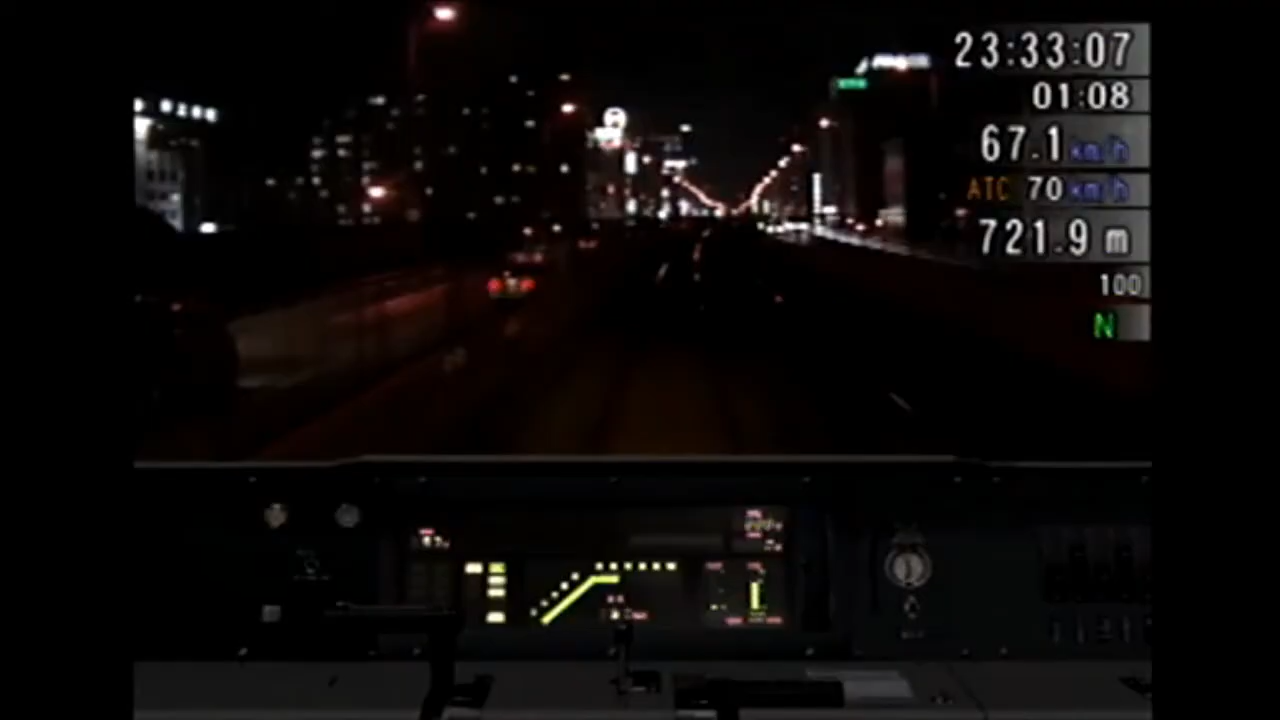 23:33:07
01:08
67.1 km/h
ATC 70 km/h
721.9 m
100
N